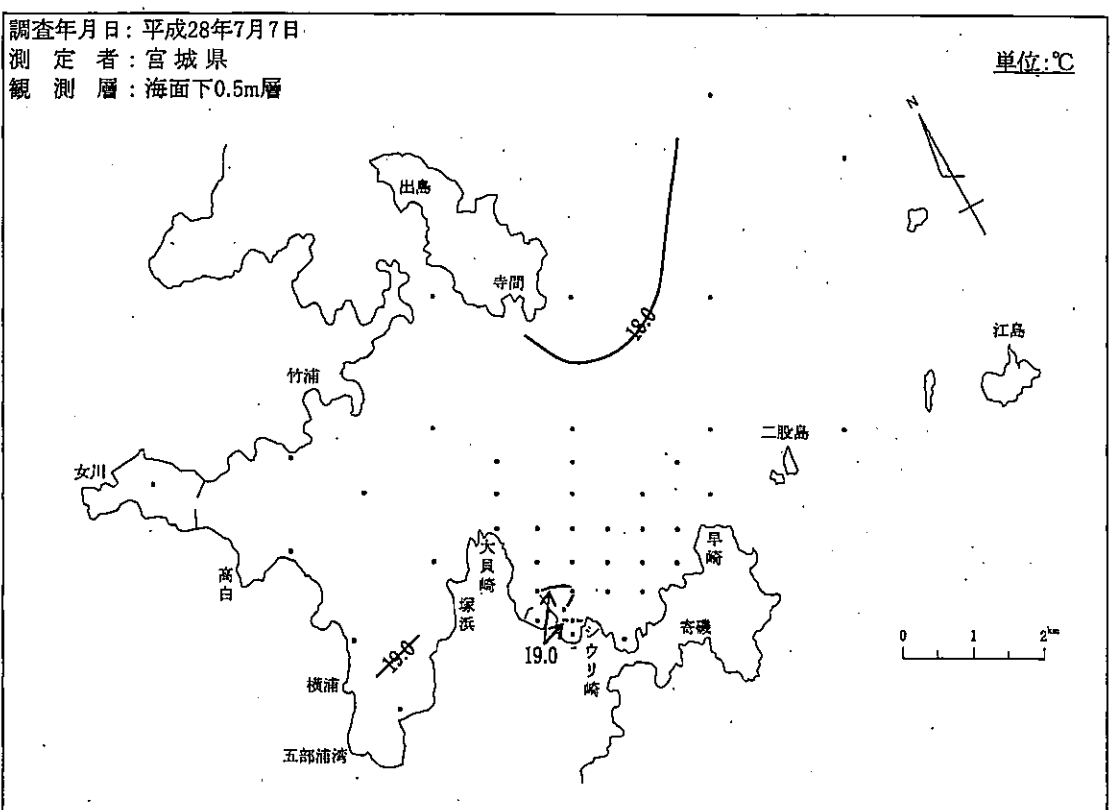 調査年月日：平成28年7月7日
測定者：宮城県
観測層：海面下0.5m層
単位:℃
N
出島
寺間
18.0
江島
竹浦
二股島
女川
早崎
大貝崎
高白
塚浜
寄磯
シウリ崎
0 1 2km
19.0
19.0
横浦
五部浦湾